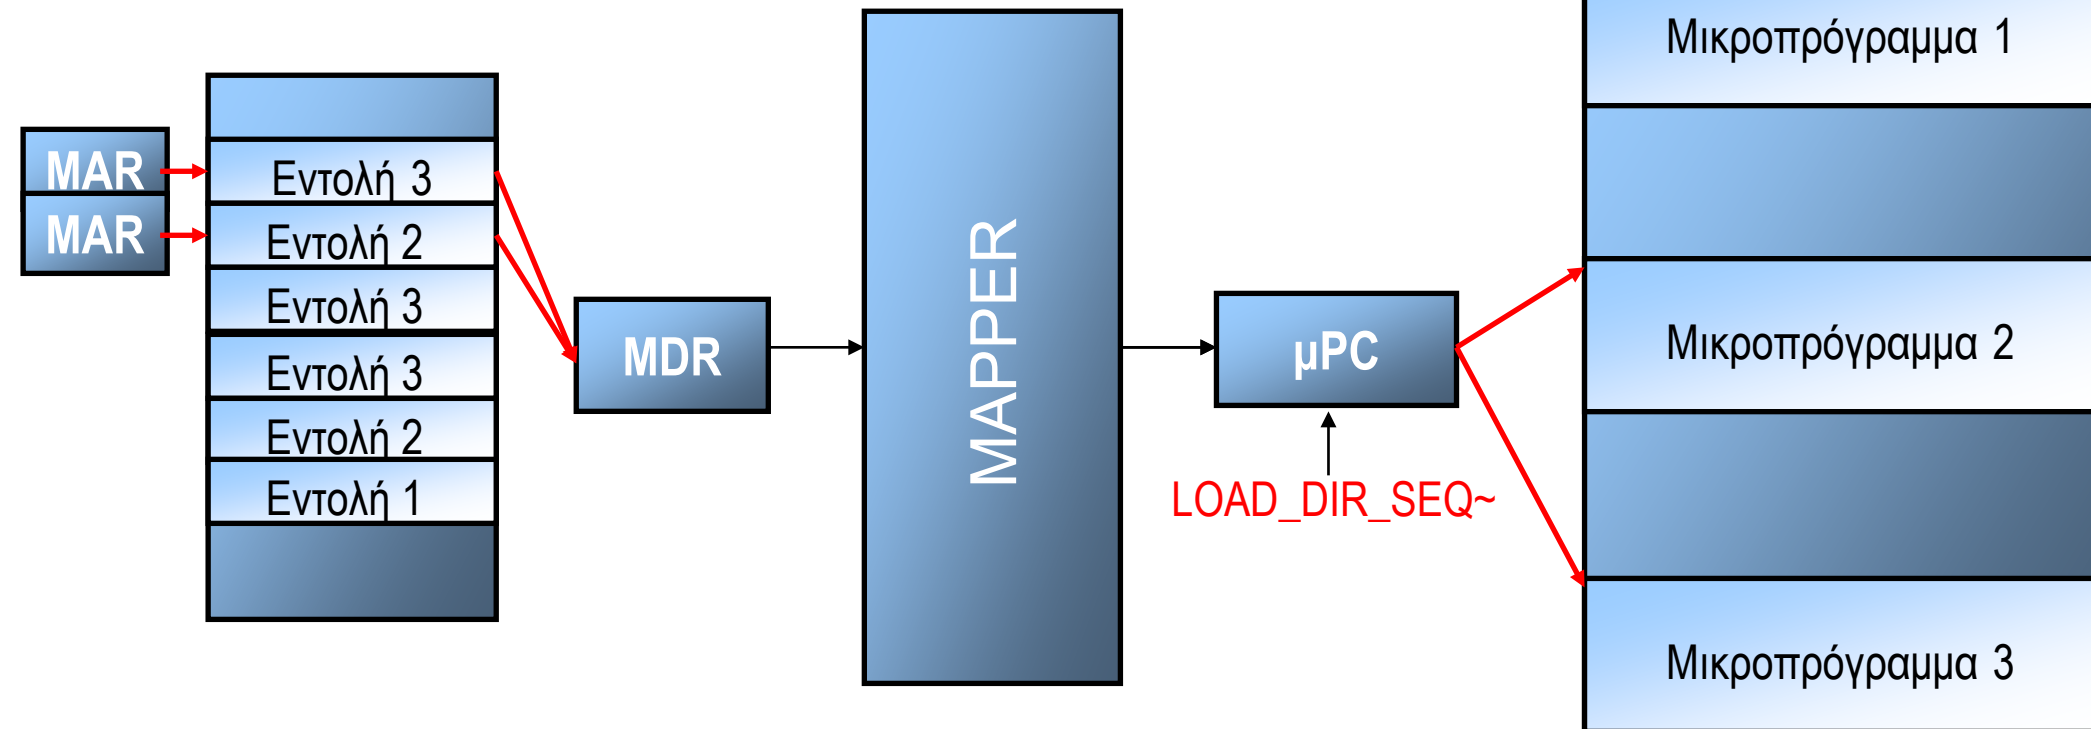 MAR
MAR
Εντολή 3
Εντολή 2
Εντολή 3
Εντολή 3
Εντολή 2
Εντολή 1
MDR
MAPPER
μPC
LOAD_DIR_SEQ~
Μικροπρόγραμμα 1
Μικροπρόγραμμα 2
Μικροπρόγραμμα 3